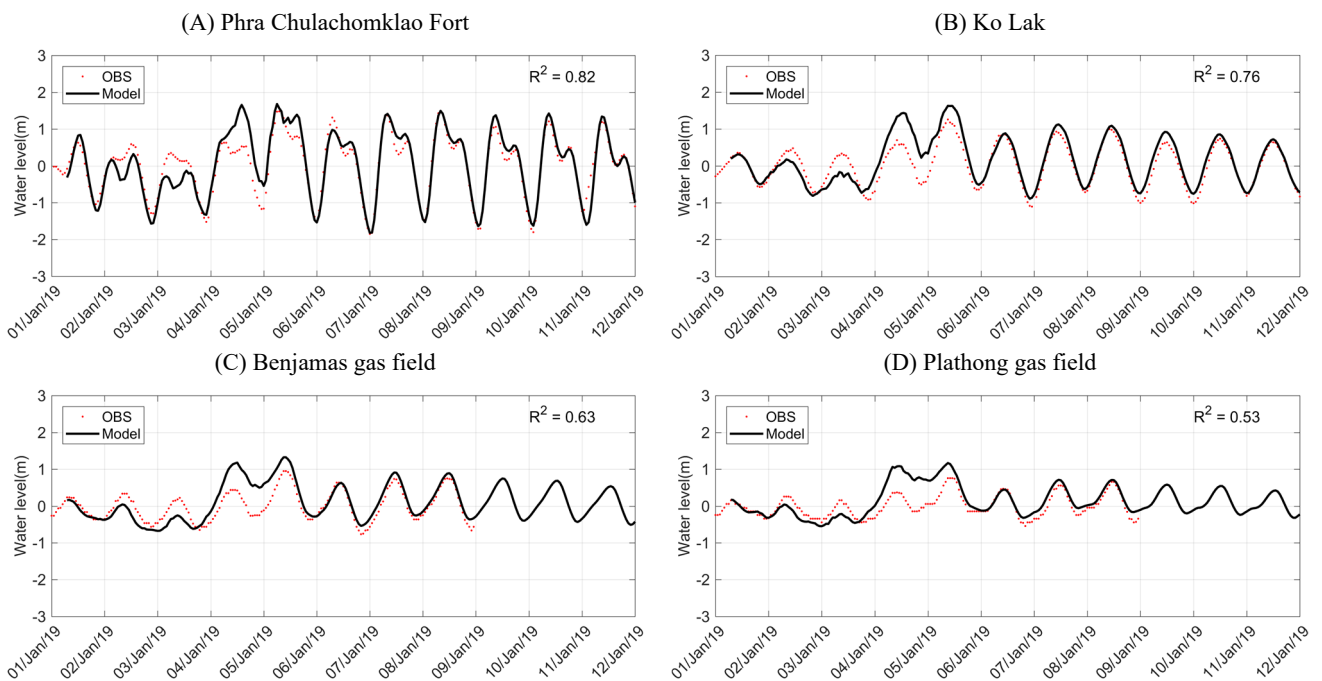 (A) Phra Chulachomklao Fort
3
2
1
0
-1
-2
-3
Water level(m)
OBS
Model
R² = 0.82
01/Jan/19
02/Jan/19
03/Jan/19
04/Jan/19
05/Jan/19
06/Jan/19
07/Jan/19
08/Jan/19
09/Jan/19
10/Jan/19
11/Jan/19
12/Jan/19
(B) Ko Lak
3
2
1
0
-1
-2
-3
Water level(m)
OBS
Model
R² = 0.76
01/Jan/19
02/Jan/19
03/Jan/19
04/Jan/19
05/Jan/19
06/Jan/19
07/Jan/19
08/Jan/19
09/Jan/19
10/Jan/19
11/Jan/19
12/Jan/19
(C) Benjamas gas field
3
2
1
0
-1
-2
-3
Water level(m)
OBS
Model
R² = 0.63
01/Jan/19
02/Jan/19
03/Jan/19
04/Jan/19
05/Jan/19
06/Jan/19
07/Jan/19
08/Jan/19
09/Jan/19
10/Jan/19
11/Jan/19
12/Jan/19
(D) Plathong gas field
3
2
1
0
-1
-2
-3
Water level(m)
OBS
Model
R² = 0.53
01/Jan/19
02/Jan/19
03/Jan/19
04/Jan/19
05/Jan/19
06/Jan/19
07/Jan/19
08/Jan/19
09/Jan/19
10/Jan/19
11/Jan/19
12/Jan/19